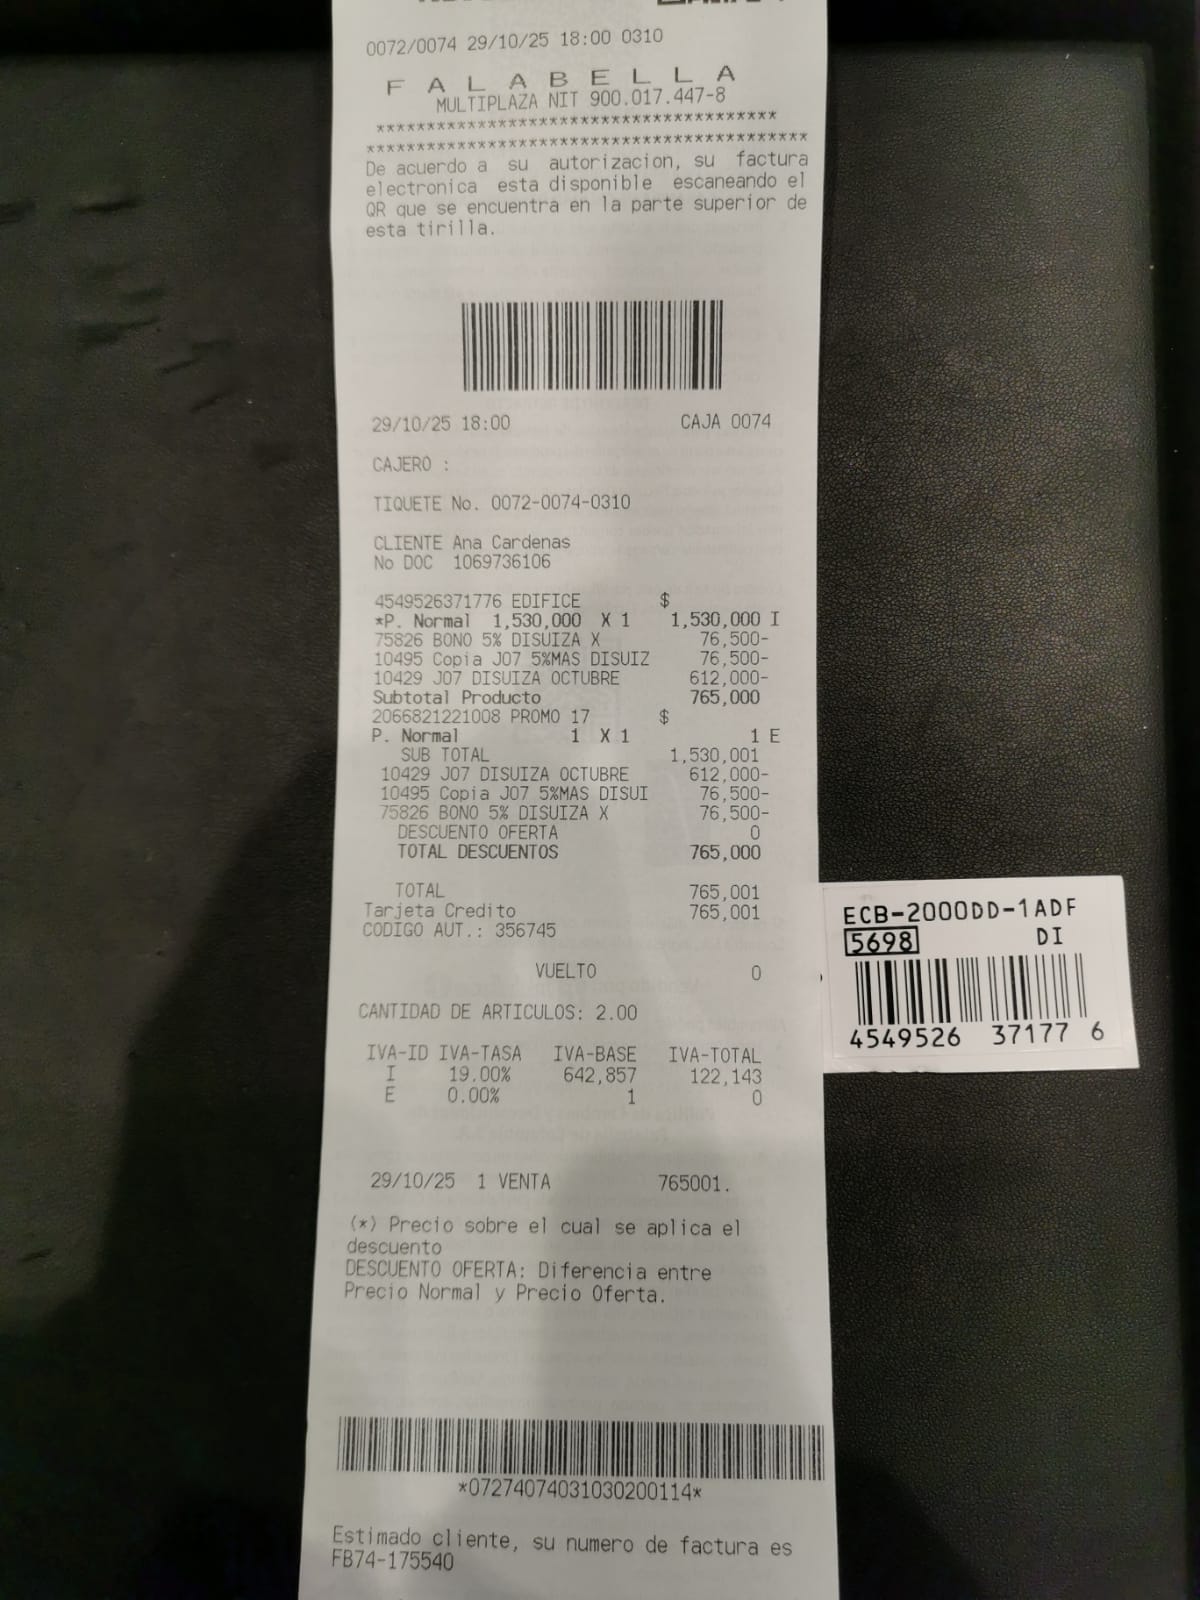 0072/0074 29/10/25 18:00 0310
F A L A B E L L A
MULTIPLAZA NIT 900.017.447-8
****************************************
********************************************
De acuerdo a su autorizacion, su factura
electronica esta disponible escaneando el
QR que se encuentra en la parte superior de
esta tirilla.
29/10/25 18:00 CAJA 0074
CAJERO :
TIQUETE No. 0072-0074-0310
CLIENTE Ana Cardenas
No DOC 1069736106
4549526371776 EDIFICE $
*P. Normal 1,530,000 X 1 1,530,000 I
75826 BONO 5% DISUIZA X 76,500-
10495 Copia J07 5%MAS DISUIZ 76,500-
10429 J07 DISUIZA OCTUBRE 612,000-
Subtotal Producto 765,000
2066821221008 PROMO 17 $
P. Normal 1 X 1 1 E
SUB TOTAL 1,530,001
10429 J07 DISUIZA OCTUBRE 612,000-
10495 Copia J07 5%MAS DISUI 76,500-
75826 BONO 5% DISUIZA X 76,500-
DESCUENTO OFERTA 0
TOTAL DESCUENTOS 765,000
TOTAL 765,001
Tarjeta Credito 765,001
CODIGO AUT.: 356745
VUELTO 0
CANTIDAD DE ARTICULOS: 2.00
IVA-ID IVA-TASA IVA-BASE IVA-TOTAL
I 19.00% 642,857 122,143
E 0.00% 1 0
29/10/25 1 VENTA 765001.
(*) Precio sobre el cual se aplica el
descuento
DESCUENTO OFERTA: Diferencia entre
Precio Normal y Precio Oferta.
*07274074031030200114*
Estimado cliente, su numero de factura es
FB74-175540
ECB-2000DD-1ADF
5698 DI
4549526 37177 6